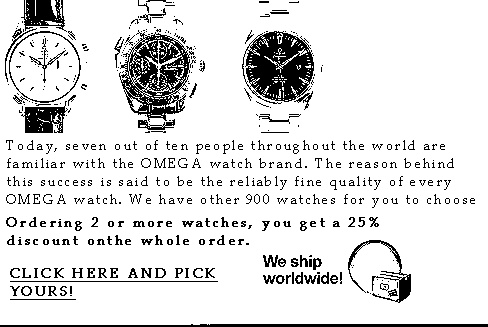 Today, seven out of ten people throughout the world are
familiar with the OMEGA watch brand. The reason behind
this success is said to be the reliably fine quality of every
OMEGA watch. We have other 900 watches for you to choose
Ordering 2 or more watches, you get a 25%
discount onthe whole order.
CLICK HERE AND PICK
YOURS!
We ship
worldwide!